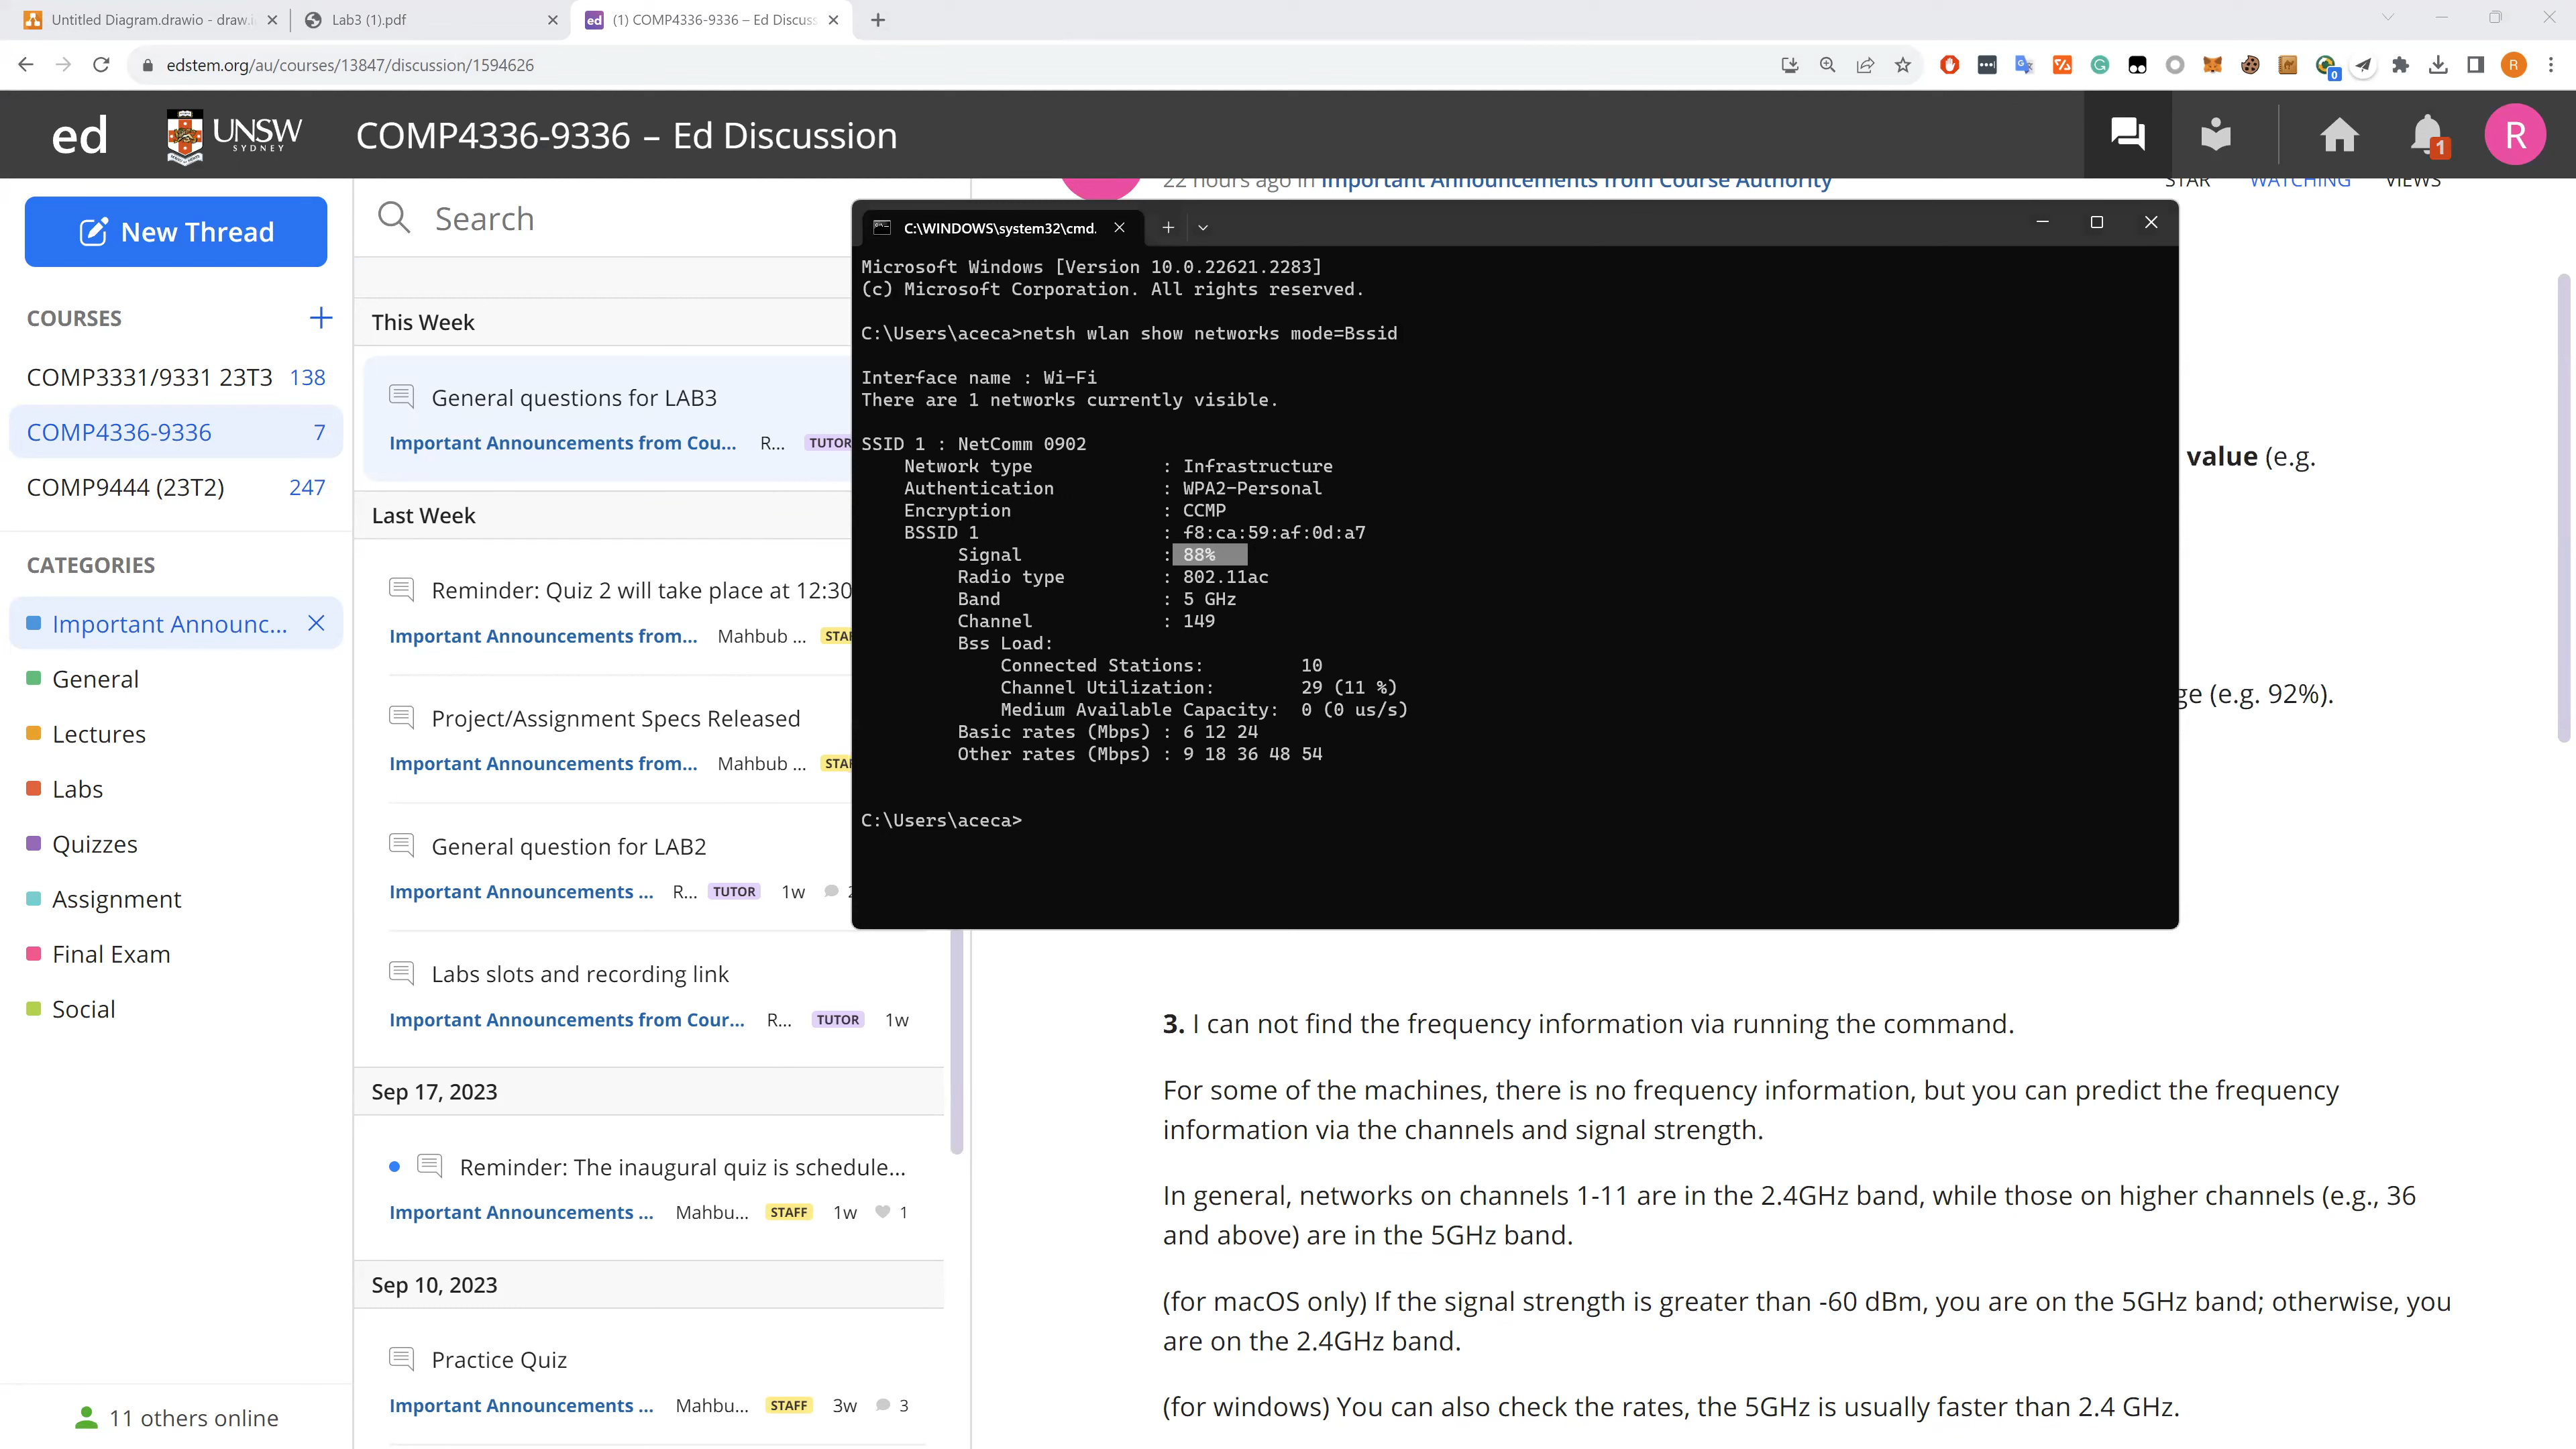 Untitled Diagram.drawio - draw.i
Lab3 (1).pdf
ed (1) COMP4336-9336 – Ed Discuss
edstem.org/au/courses/13847/discussion/1594626
0
R
ed
UNSW
SYDNEY
COMP4336-9336 – Ed Discussion
1
R
New Thread
COURSES
COMP3331/9331 23T3 138
COMP4336-9336 7
COMP9444 (23T2) 247
CATEGORIES
Important Announc...
General
Lectures
Labs
Quizzes
Assignment
Final Exam
Social
11 others online
Search
This Week
General questions for LAB3
Important Announcements from Cou... R... TUTOR
Last Week
Reminder: Quiz 2 will take place at 12:30
Important Announcements from... Mahbub ... STAF
Project/Assignment Specs Released
Important Announcements from... Mahbub ... STAF
General question for LAB2
Important Announcements ... R... TUTOR 1w
Labs slots and recording link
Important Announcements from Cour... R... TUTOR 1w
Sep 17, 2023
Reminder: The inaugural quiz is schedule...
Important Announcements ... Mahbu... STAFF 1w 1
Sep 10, 2023
Practice Quiz
Important Announcements ... Mahbu... STAFF 3w 3
22 hours ago in Important Announcements from Course Authority
STAR WATCHING VIEWS
C:\WINDOWS\system32\cmd.
Microsoft Windows [Version 10.0.22621.2283]
(c) Microsoft Corporation. All rights reserved.
C:\Users\aceca>netsh wlan show networks mode=Bssid
Interface name : Wi-Fi
There are 1 networks currently visible.
SSID 1 : NetComm 0902
Network type : Infrastructure
Authentication : WPA2-Personal
Encryption : CCMP
BSSID 1 : f8:ca:59:af:0d:a7
Signal : 88%
Radio type : 802.11ac
Band : 5 GHz
Channel : 149
Bss Load:
Connected Stations: 10
Channel Utilization: 29 (11 %)
Medium Available Capacity: 0 (0 us/s)
Basic rates (Mbps) : 6 12 24
Other rates (Mbps) : 9 18 36 48 54
C:\Users\aceca>
value (e.g.
ge (e.g. 92%).
3. I can not find the frequency information via running the command.
For some of the machines, there is no frequency information, but you can predict the frequency
information via the channels and signal strength.
In general, networks on channels 1-11 are in the 2.4GHz band, while those on higher channels (e.g., 36
and above) are in the 5GHz band.
(for macOS only) If the signal strength is greater than -60 dBm, you are on the 5GHz band; otherwise, you
are on the 2.4GHz band.
(for windows) You can also check the rates, the 5GHz is usually faster than 2.4 GHz.